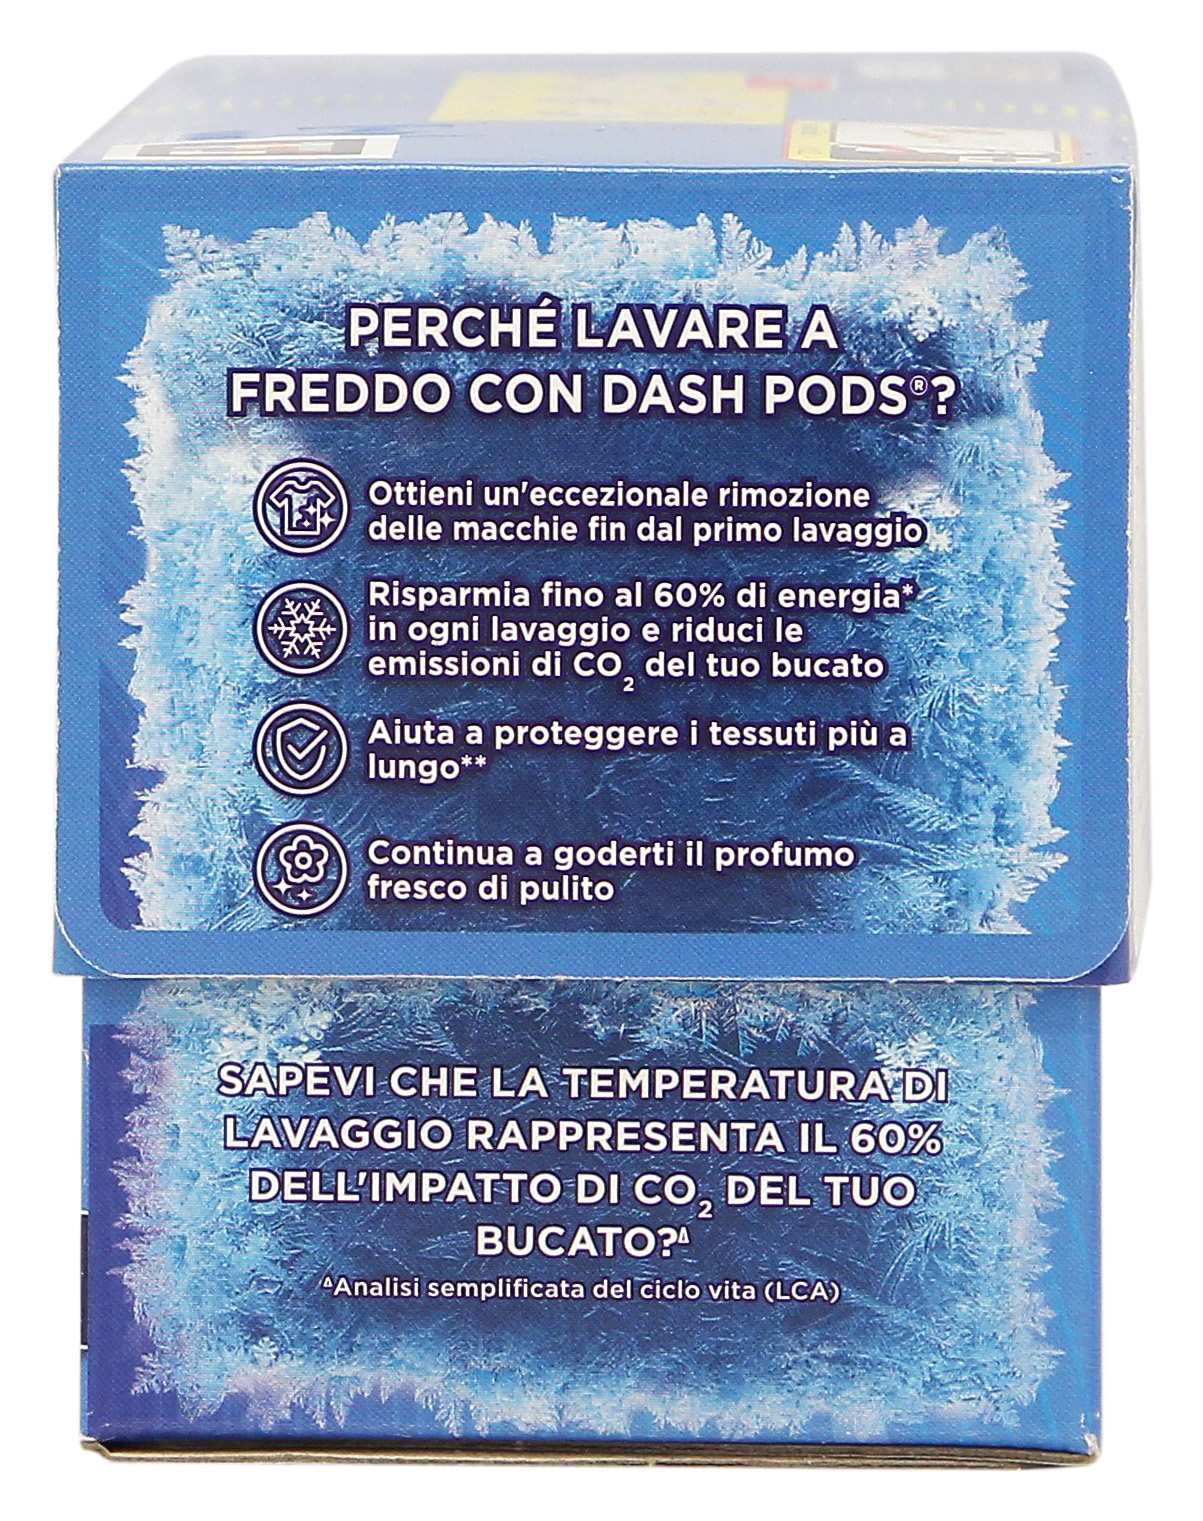 PERCHÉ LAVARE A
FREDDO CON DASH PODS®?
Ottieni un'eccezionale rimozione
delle macchie fin dal primo lavaggio
Risparmia fino al 60% di energia*
in ogni lavaggio e riduci le
emissioni di CO₂ del tuo bucato
Aiuta a proteggere i tessuti più a
lungo**
Continua a goderti il profumo
fresco di pulito
SAPEVI CHE LA TEMPERATURA DI
LAVAGGIO RAPPRESENTA IL 60%
DELL'IMPATTO DI CO₂ DEL TUO
BUCATO?ᐃ
ᐃAnalisi semplificata del ciclo vita (LCA)